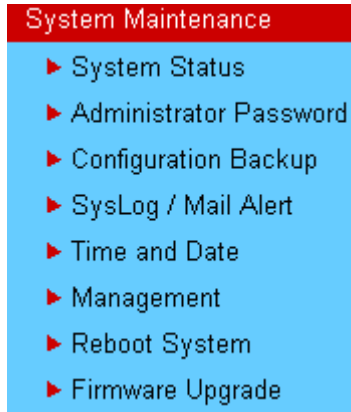 System Maintenance
System Status
Administrator Password
Configuration Backup
SysLog / Mail Alert
Time and Date
Management
Reboot System
Firmware Upgrade